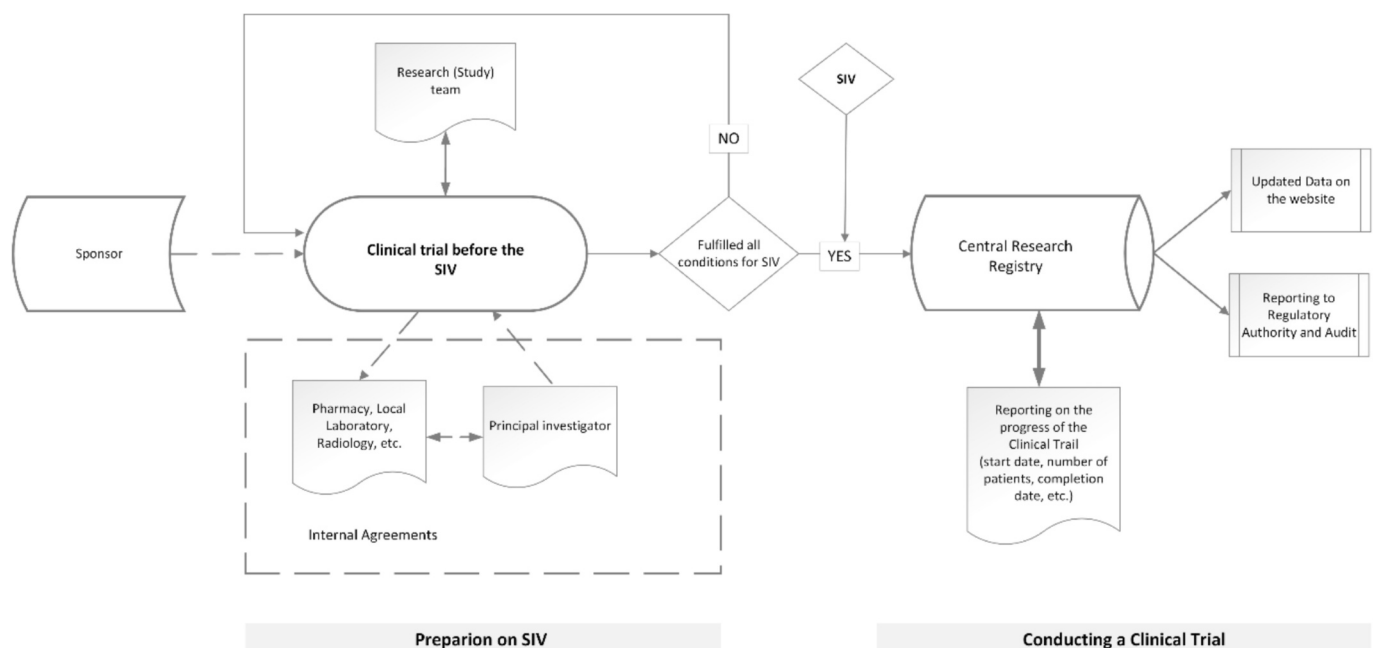 Research (Study)
team
SIV
NO
Sponsor
Clinical trial before the
SIV
Fulfilled all
conditions for SIV
YES
Central Research
Registry
Updated Data on
the website
Reporting to
Regulatory
Authority and Audit
Pharmacy, Local
Laboratory,
Radiology, etc.
Principal investigator
Internal Agreements
Reporting on the
progress of the
Clinical Trail
(start date, number of
patients, completion
date, etc.)
Preparion on SIV
Conducting a Clinical Trial